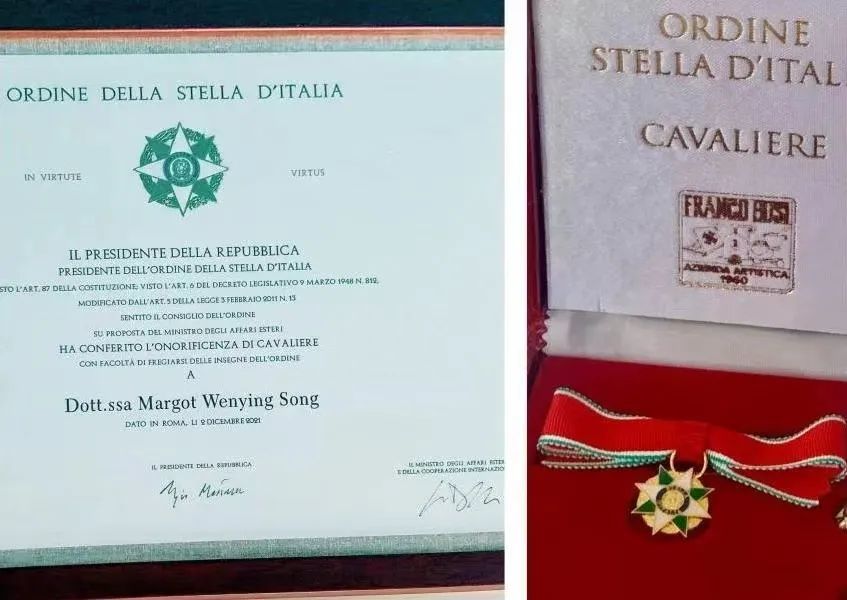 ORDINE DELLA STELLA D'ITALIA
IN VIRTUTE
VIRTUS
IL PRESIDENTE DELLA REPUBBLICA
PRESIDENTE DELL'ORDINE DELLA STELLA D'ITALIA
STO L'ART. 87 DELLA COSTITUZIONE; VISTO L'ART. 6 DEL DECRETO LEGISLATIVO 9 MARZO 1948 N. 812,
MODIFICATO DALL'ART. 5 DELLA LEGGE 3 FEBBRAIO 2011 N. 13
SENTITO IL CONSIGLIO DELL'ORDINE
SU PROPOSTA DEL MINISTRO DEGLI AFFARI ESTERI
HA CONFERITO L'ONORIFICENZA DI CAVALIERE
CON FACOLTÀ DI FREGIARSI DELLE INSEGNE DELL'ORDINE
A
Dott.ssa Margot Wenying Song
DATO IN ROMA, LI 2 DICEMBRE 2021
IL PRESIDENTE DELLA REPUBBLICA
IL MINISTRO DEGLI AFFARI ESTER
E DELLA COOPERAZIONE INTERNAZIO
ORDINE
STELLA D'ITAL
CAVALIERE
FRANCO BOSI
AZIENDA ARTISTICA
1960